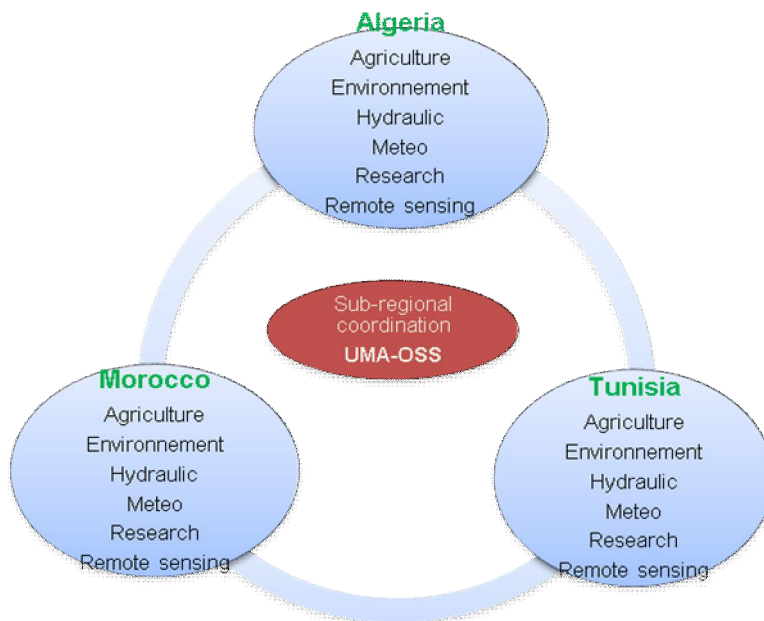 Algeria
Agriculture
Environnement
Hydraulic
Meteo
Research
Remote sensing
Sub-regional
coordination
UMA-OSS
Morocco
Agriculture
Environnement
Hydraulic
Meteo
Research
Remote sensing
Tunisia
Agriculture
Environnement
Hydraulic
Meteo
Research
Remote sensing